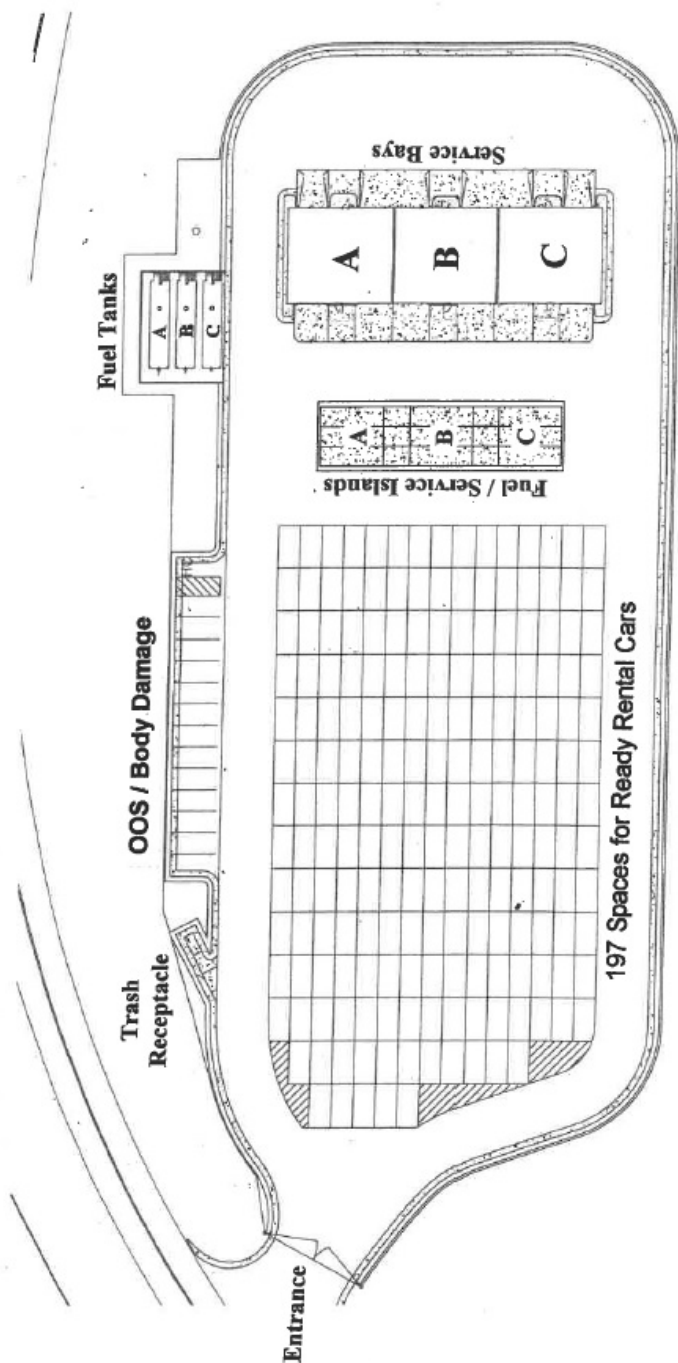 Service Bays
A
B
C
Fuel Tanks
A
B
C
A
B
C
Fuel / Service Islands
OOS / Body Damage
197 Spaces for Ready Rental Cars
Trash
Receptacle
Entrance